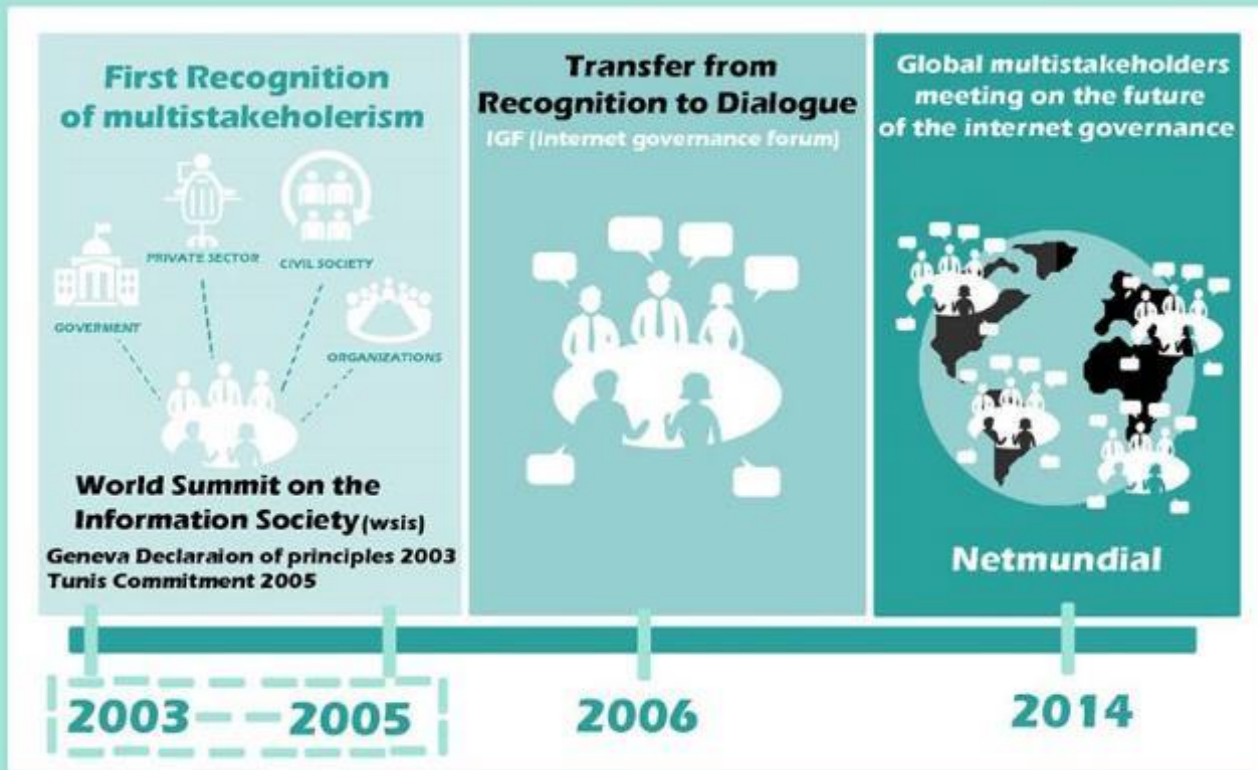 First Recognition
of multistakeholerism
GOVERMENT
PRIVATE SECTOR
CIVIL SOCIETY
ORGANIZATIONS
World Summit on the
Information Society(wsis)
Geneva Declaraion of principles 2003
Tunis Commitment 2005
Transfer from
Recognition to Dialogue
IGF (Internet governance forum)
Global multistakeholders
meeting on the future
of the internet governance
Netmundial
2003
2005
2006
2014